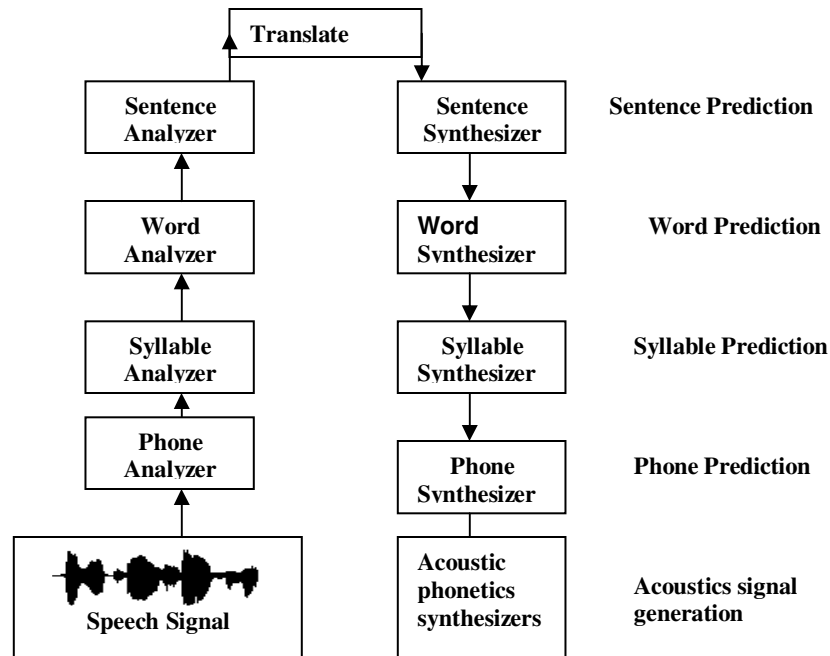 Translate
Sentence
Analyzer
Sentence
Synthesizer
Sentence Prediction
Word
Analyzer
Word
Synthesizer
Word Prediction
Syllable
Analyzer
Syllable
Synthesizer
Syllable Prediction
Phone
Analyzer
Phone
Synthesizer
Phone Prediction
Speech Signal
Acoustic
phonetics
synthesizers
Acoustics signal
generation